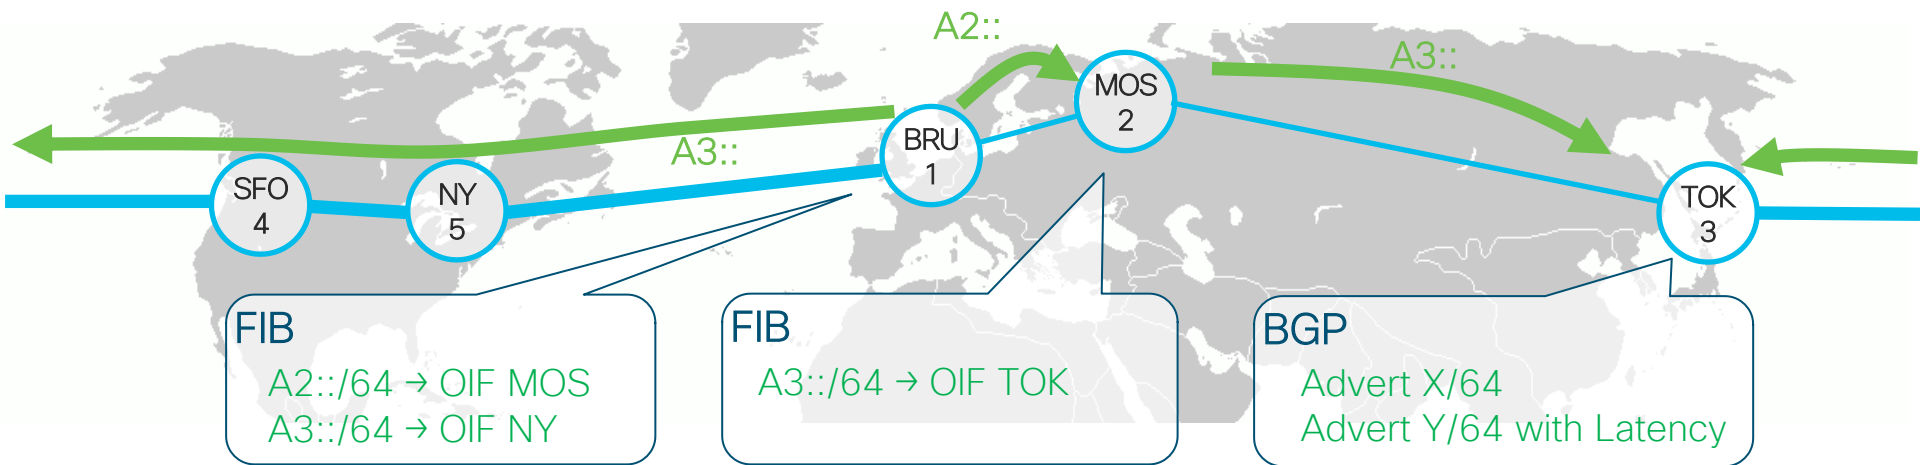 A2::
A3::
MOS
2
A3::
BRU
1
SFO
4
NY
5
TOK
3
FIB
A2::/64 → OIF MOS
A3::/64 → OIF NY
FIB
A3::/64 → OIF TOK
BGP
Advert X/64
Advert Y/64 with Latency